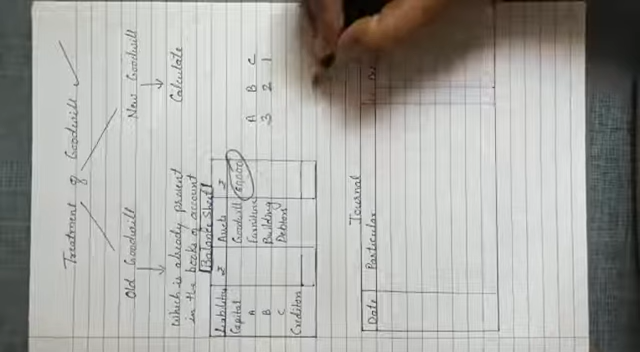 Treatment of Goodwill
Old Goodwill
New Goodwill
which is already present
in the books of account
Calculate
Balance Sheet
Liabilities ₹ Assets ₹
Capital Goodwill
A Furniture
B Building
C Debtors
Creditors
A B C
3 2 1
Journal
Date Particular